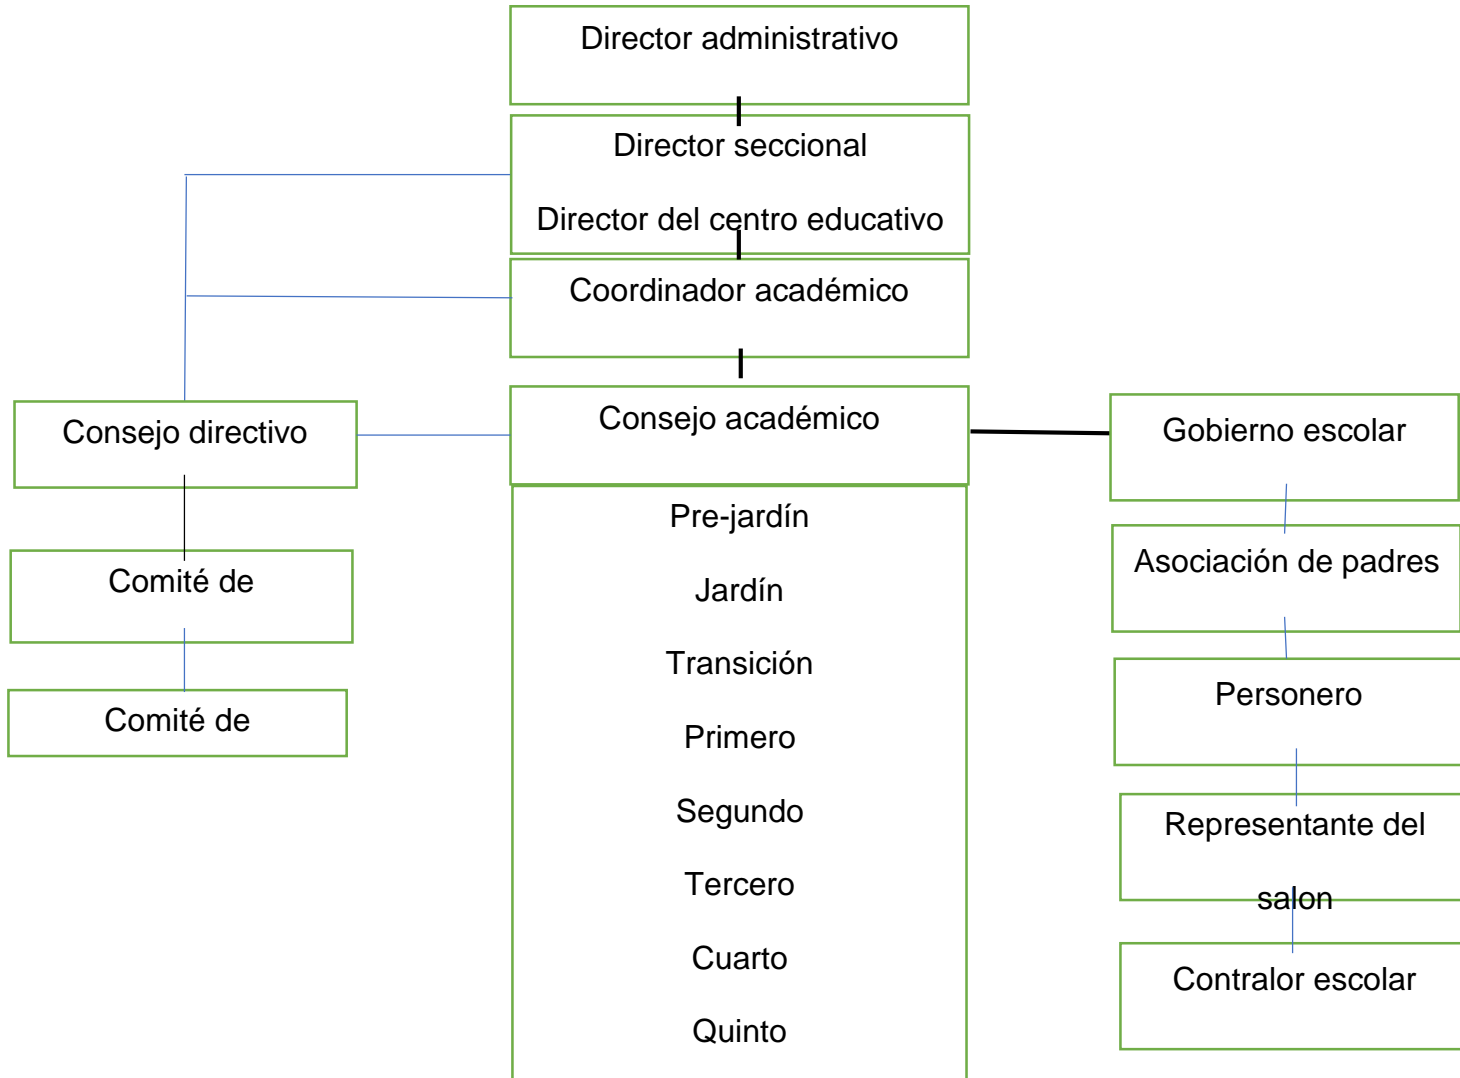 Director administrativo
Director seccional
Director del centro educativo
Coordinador académico
Consejo directivo
Consejo académico
Gobierno escolar
Comité de
Comité de
Pre-jardín
Jardín
Transición
Primero
Segundo
Tercero
Cuarto
Quinto
Asociación de padres
Personero
Representante del
salon
Contralor escolar